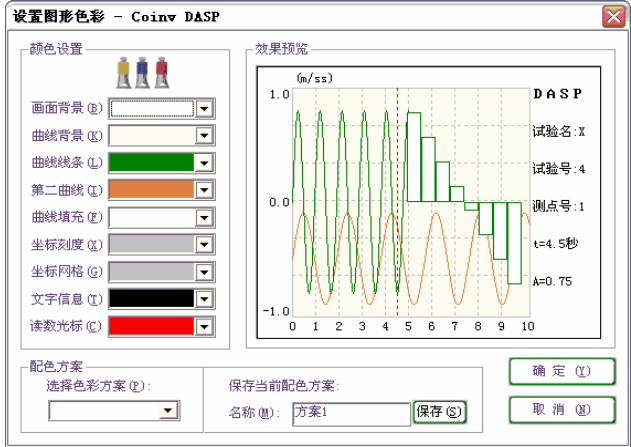 设置图形色彩 - Coinv DASP
颜色设置
画面背景(B)
曲线背景(K)
曲线线条(L)
第二曲线(I)
曲线填充(F)
坐标刻度(X)
坐标网格(G)
文字信息(T)
读数光标(C)
效果预览
(m/ss)
1.0
0.0
-1.0
0 1 2 3 4 5 6 7 8 9 10
DASP
试验名:X
试验号:4
测点号:1
t=4.5秒
A=0.75
配色方案
选择色彩方案(P):
保存当前配色方案:
名称(M): 方案1 保存(S)
确 定 (Y)
取 消 (N)